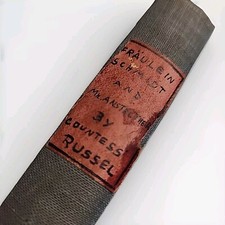 FRÄULEIN
SCHMIDT
AND
MR. ANSTRUTHER
BY
COUNTESS
RUSSEL